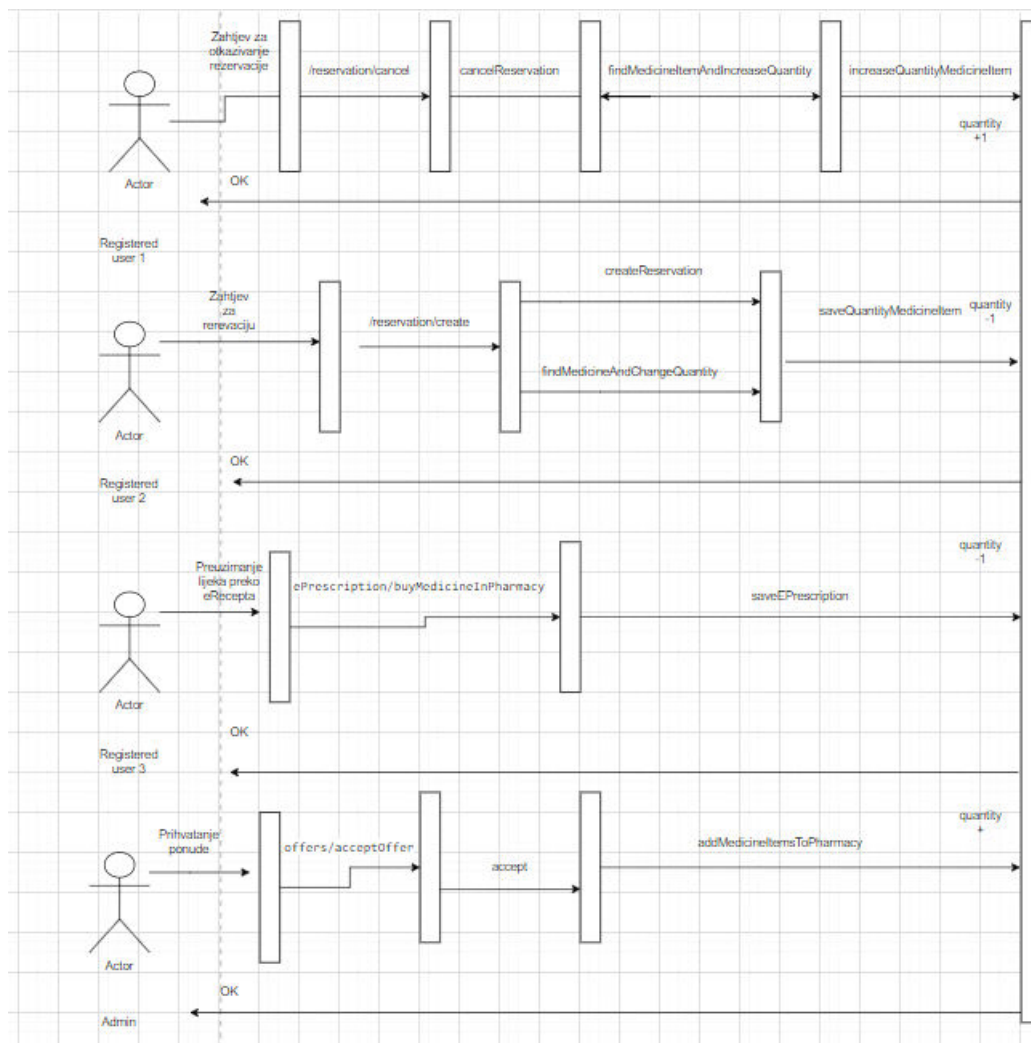 Zahtjev za
otkazivanje
rezervacije
/reservation/cancel
cancelReservation
findMedicineItemAndIncreaseQuantity
increaseQuantityMedicineItem
quantity
+1
Actor
OK
Registered
user 1
createReservation
Zahtjev
za
rerevaciju
/reservation/create
saveQuantityMedicineItem
quantity
-1
findMedicineAndChangeQuantity
Actor
OK
Registered
user 2
quantity
-1
Preuzimanje
lijeka preko
eRecepta
ePrescription/buyMedicineInPharmacy
saveEPrescription
Actor
OK
Registered
user 3
quantity
+
Prihvatanje
ponude
offers/acceptOffer
accept
addMedicineItemsToPharmacy
Actor
OK
Admin